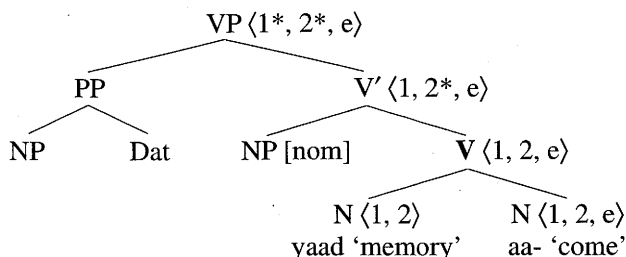 VP ⟨1*, 2*, e⟩
PP V′ ⟨1, 2*, e⟩
NP Dat NP [nom] V ⟨1, 2, e⟩
N ⟨1, 2⟩ N ⟨1, 2, e⟩
yaad ‘memory’ aa- ‘come’